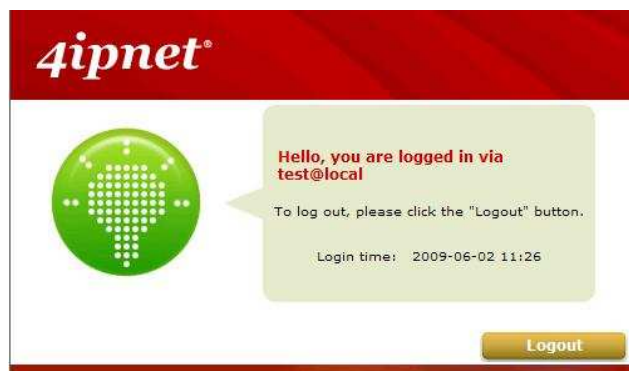 4ipnet®
Hello, you are logged in via
test@local
To log out, please click the "Logout" button.
Login time: 2009-06-02 11:26
Logout